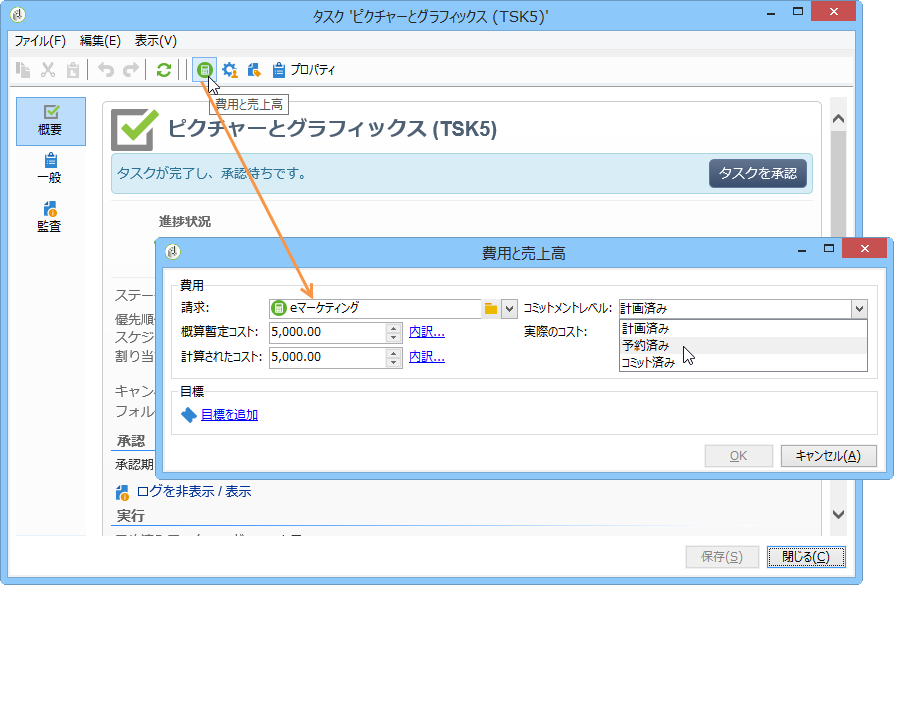 タスク 'ピクチャーとグラフィックス (TSK5)'
ファイル(F) 編集(E) 表示(V)
プロパティ
費用と売上高
概要
一般
監査
ピクチャーとグラフィックス (TSK5)
タスクが完了し、承認待ちです。
タスクを承認
進捗状況
ステー
優先順
スケジ
割り当
キャン
フォル
承認
承認期
ログを非表示 / 表示
実行
保存(S)
閉じる(C)
費用と売上高
費用
請求: eマーケティング
コミットメントレベル: 計画済み
概算暫定コスト: 5,000.00 内訳...
実際のコスト:
計画済み
予約済み
コミット済み
計算されたコスト: 5,000.00 内訳...
目標
目標を追加
OK
キャンセル(A)